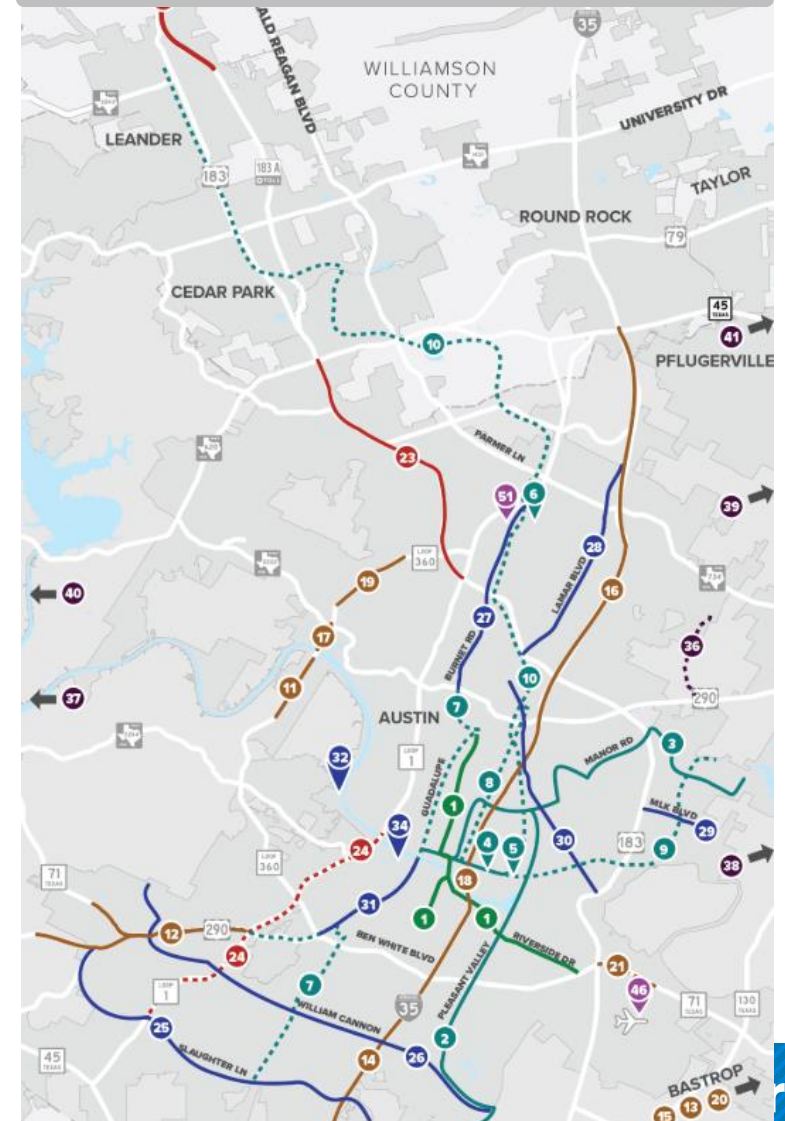 35
WILLIAMSON
COUNTY
ALD REAGAN BLVD
UNIVERSITY DR
LEANDER
183
183 A
TAYLOR
ROUND ROCK
79
CEDAR PARK
45
TEXAS
41
10
PFLUGERVILLE
PARMER LN
23
51
6
39
28
LOOP
360
19
LAMAR BLVD
16
40
27
17
BURNET RD
36
10
11
290
37
7
AUSTIN
3
MANOR RD
LOOP
1
32
GUADALUPE
8
1
MLK BLVD
34
29
30
183
4
5
9
24
LOOP
360
38
71
TEXAS
18
31
1
1
12
290
BEN WHITE BLVD
RIVERSIDE DR
24
21
PLEASANT VALLEY
7
46
LOOP
1
71
TEXAS
130
TEXAS
35
WILLIAM CANNON
25
2
45
TEXAS
SLAUGHTER LN
14
26
BASTROP
15
13
20